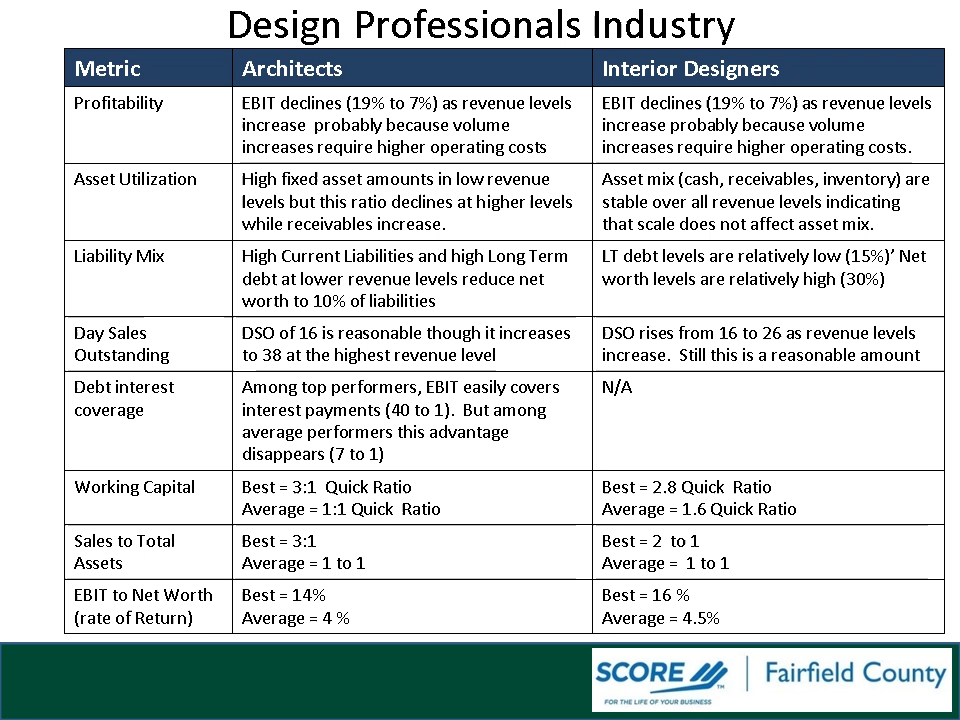 Design Professionals Industry
Metric
Architects
Interior Designers
Profitability
EBIT declines (19% to 7%) as revenue levels
increase probably because volume
increases require higher operating costs
EBIT declines (19% to 7%) as revenue levels
increase probably because volume
increases require higher operating costs.
Asset Utilization
High fixed asset amounts in low revenue
levels but this ratio declines at higher levels
while receivables increase.
Asset mix (cash, receivables, inventory) are
stable over all revenue levels indicating
that scale does not affect asset mix.
Liability Mix
High Current Liabilities and high Long Term
debt at lower revenue levels reduce net
worth to 10% of liabilities
LT debt levels are relatively low (15%)’ Net
worth levels are relatively high (30%)
Day Sales
Outstanding
DSO of 16 is reasonable though it increases
to 38 at the highest revenue level
DSO rises from 16 to 26 as revenue levels
increase. Still this is a reasonable amount
Debt interest
coverage
Among top performers, EBIT easily covers
interest payments (40 to 1). But among
average performers this advantage
disappears (7 to 1)
N/A
Working Capital
Best = 3:1 Quick Ratio
Average = 1:1 Quick Ratio
Best = 2.8 Quick Ratio
Average = 1.6 Quick Ratio
Sales to Total
Assets
Best = 3:1
Average = 1 to 1
Best = 2 to 1
Average = 1 to 1
EBIT to Net Worth
(rate of Return)
Best = 14%
Average = 4 %
Best = 16 %
Average = 4.5%
SCORE TM
FOR THE LIFE OF YOUR BUSINESS
Fairfield County